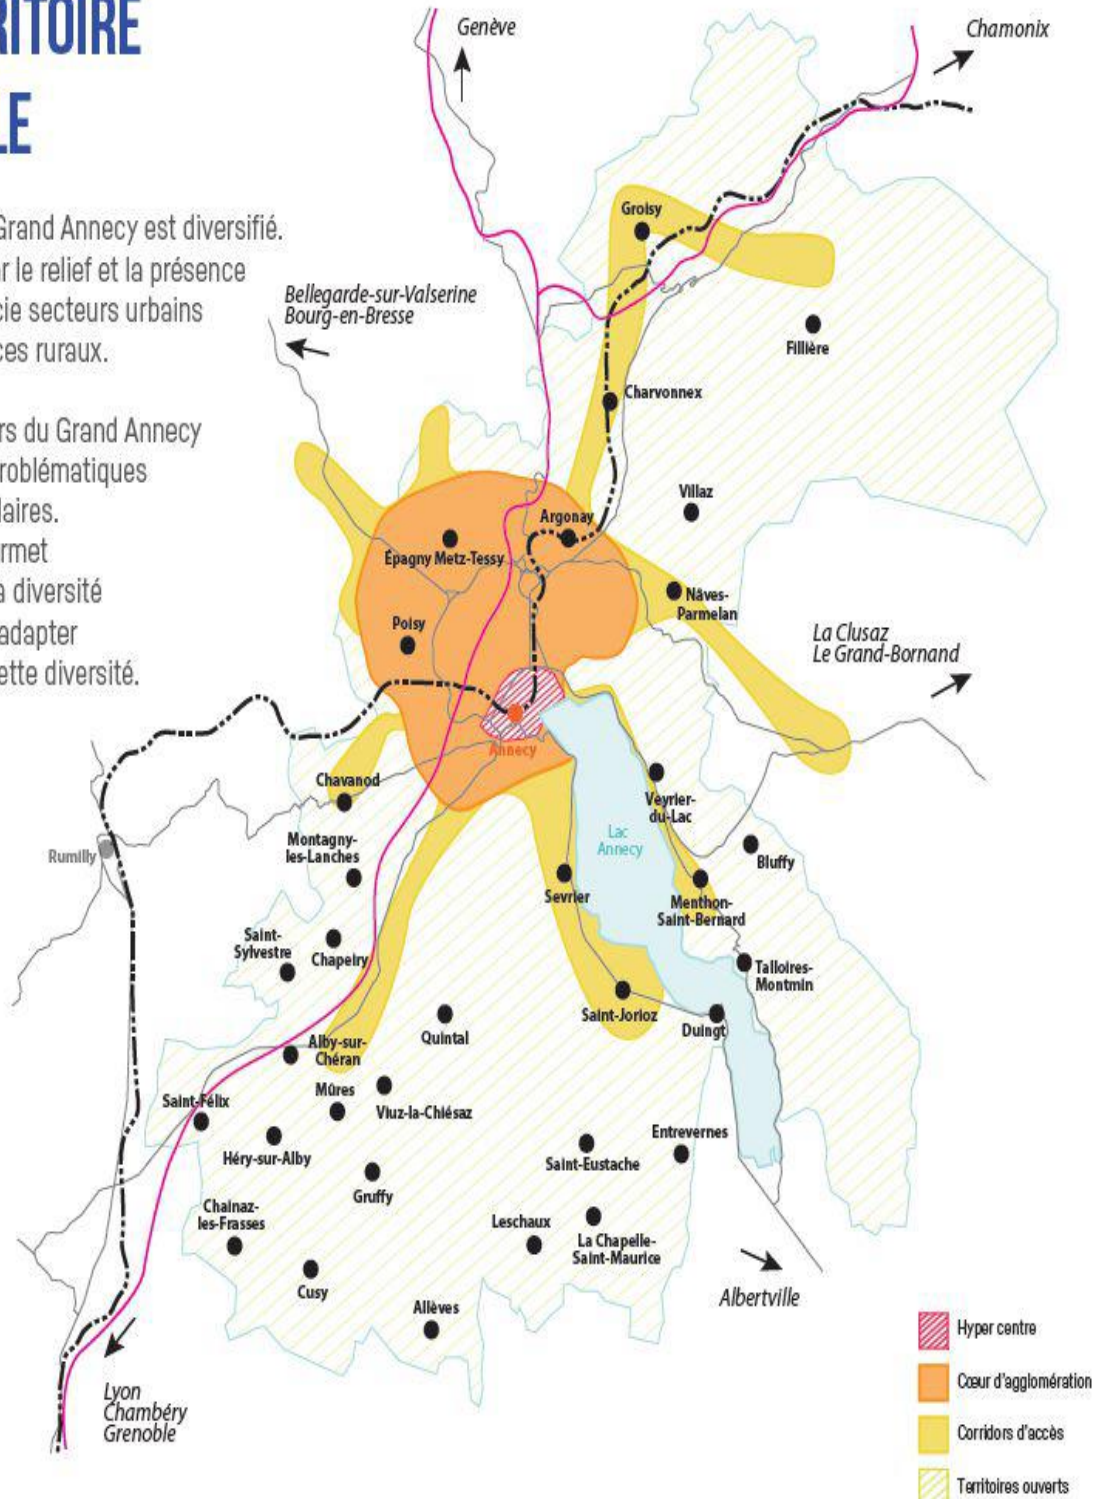 RITOIRE
LE
Grand Annecy est diversifié.
ar le relief et la présence
cie secteurs urbains
ces ruraux.
rs du Grand Annecy
roblématiques
laires.
ermet
a diversité
adapter
ette diversité.
Genève
Chamonix
Bellegarde-sur-Valserine
Bourg-en-Bresse
Groisy
Fillière
Charvonnex
Villaz
Argonay
Épagny Metz-Tessy
Nâves-
Parmelan
Poisy
La Clusaz
Le Grand-Bornand
Annecy
Chavanod
Veyrier-
du-Lac
Lac
Annecy
Montagny-
les-Lanches
Rumilly
Bluffy
Sevrier
Menthon-
Saint-Bernard
Saint-
Sylvestre
Chapeiry
Talloires-
Montmin
Saint-Jorioz
Duingt
Quintal
Alby-sur-
Chéran
Mûres
Viuz-la-Chiésaz
Saint-Félix
Héry-sur-Alby
Entrevernes
Saint-Eustache
Gruffy
Chainaz-
les-Frasses
Leschaux
La Chapelle-
Saint-Maurice
Cusy
Allèves
Albertville
Lyon
Chambéry
Grenoble
Hyper centre
Cœur d'agglomération
Corridors d'accès
Territoires ouverts